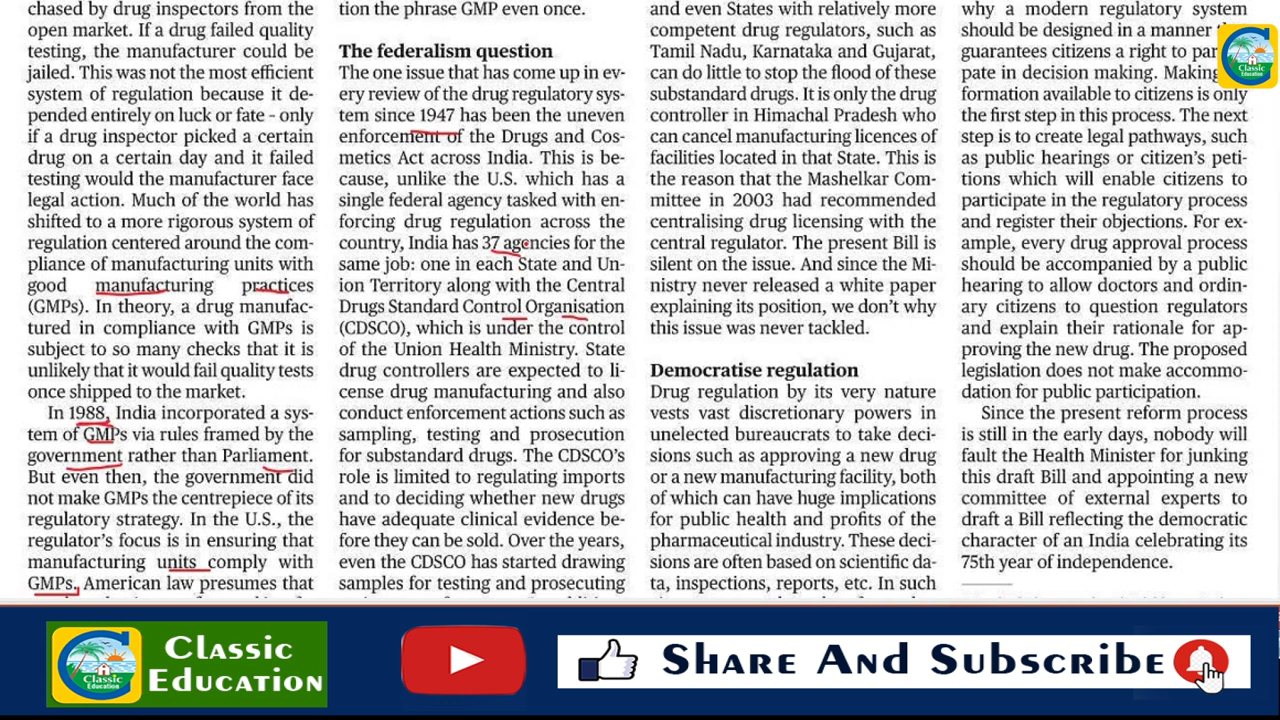 chased by drug inspectors from the
open market. If a drug failed quality
testing, the manufacturer could be
jailed. This was not the most efficient
system of regulation because it de-
pended entirely on luck or fate – only
if a drug inspector picked a certain
drug on a certain day and it failed
testing would the manufacturer face
legal action. Much of the world has
shifted to a more rigorous system of
regulation centered around the com-
pliance of manufacturing units with
good manufacturing practices
(GMPs). In theory, a drug manufac-
tured in compliance with GMPs is
subject to so many checks that it is
unlikely that it would fail quality tests
once shipped to the market.
In 1988, India incorporated a sys-
tem of GMPs via rules framed by the
government rather than Parliament.
But even then, the government did
not make GMPs the centrepiece of its
regulatory strategy. In the U.S., the
regulator's focus is in ensuring that
manufacturing units comply with
GMPs. American law presumes that
tion the phrase GMP even once.
The federalism question
The one issue that has come up in ev-
ery review of the drug regulatory sys-
tem since 1947 has been the uneven
enforcement of the Drugs and Cos-
metics Act across India. This is be-
cause, unlike the U.S. which has a
single federal agency tasked with en-
forcing drug regulation across the
country, India has 37 agencies for the
same job: one in each State and Un-
ion Territory along with the Central
Drugs Standard Control Organisation
(CDSCO), which is under the control
of the Union Health Ministry. State
drug controllers are expected to li-
cense drug manufacturing and also
conduct enforcement actions such as
sampling, testing and prosecution
for substandard drugs. The CDSCO's
role is limited to regulating imports
and to deciding whether new drugs
have adequate clinical evidence be-
fore they can be sold. Over the years,
even the CDSCO has started drawing
samples for testing and prosecuting
and even States with relatively more
competent drug regulators, such as
Tamil Nadu, Karnataka and Gujarat,
can do little to stop the flood of these
substandard drugs. It is only the drug
controller in Himachal Pradesh who
can cancel manufacturing licences of
facilities located in that State. This is
the reason that the Mashelkar Com-
mittee in 2003 had recommended
centralising drug licensing with the
central regulator. The present Bill is
silent on the issue. And since the Mi-
nistry never released a white paper
explaining its position, we don't why
this issue was never tackled.
Democratise regulation
Drug regulation by its very nature
vests vast discretionary powers in
unelected bureaucrats to take deci-
sions such as approving a new drug
or a new manufacturing facility, both
of which can have huge implications
for public health and profits of the
pharmaceutical industry. These deci-
sions are often based on scientific da-
ta, inspections, reports, etc. In such
why a modern regulatory system
should be designed in a manner
guarantees citizens a right to
pate in decision making. Making
formation available to citizens is only
the first step in this process. The next
step is to create legal pathways, such
as public hearings or citizen's peti-
tions which will enable citizens to
participate in the regulatory process
and register their objections. For ex-
ample, every drug approval process
should be accompanied by a public
hearing to allow doctors and ordin-
ary citizens to question regulators
and explain their rationale for ap-
proving the new drug. The proposed
legislation does not make accommo-
dation for public participation.
Since the present reform process
is still in the early days, nobody will
fault the Health Minister for junking
this draft Bill and appointing a new
committee of external experts to
draft a Bill reflecting the democratic
character of an India celebrating its
75th year of independence.
Classic
Education
Classic
Education
Classic
Education
Share And Subscribe